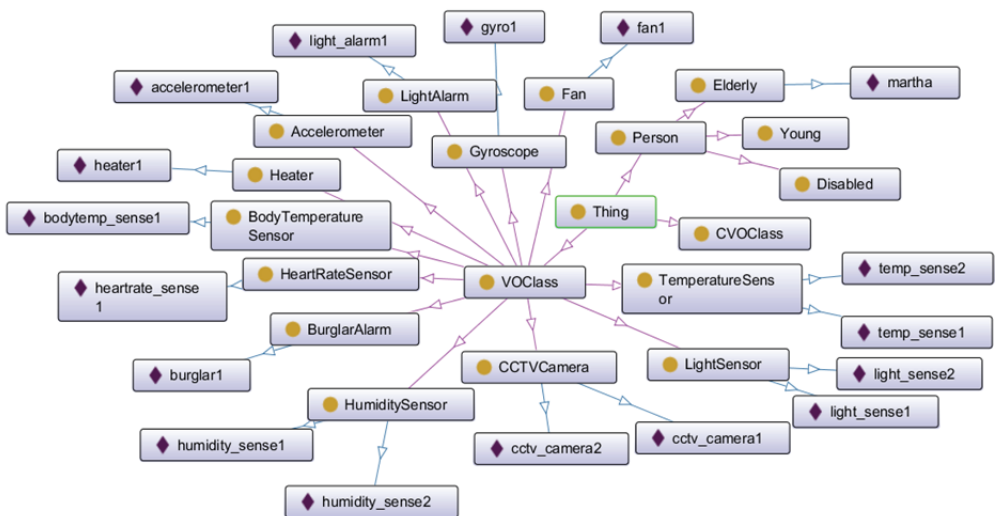 gyro1
fan1
light_alarm1
Elderly
martha
accelerometer1
LightAlarm
Fan
Accelerometer
Person
Young
Gyroscope
heater1
Heater
Disabled
bodytemp_sense1
BodyTemperature
Sensor
Thing
CVOClass
HeartRateSensor
VOClass
TemperatureSens
or
temp_sense2
heartrate_sense
1
BurglarAlarm
temp_sense1
CCTVCamera
LightSensor
light_sense2
burglar1
HumiditySensor
light_sense1
humidity_sense1
cctv_camera2
cctv_camera1
humidity_sense2